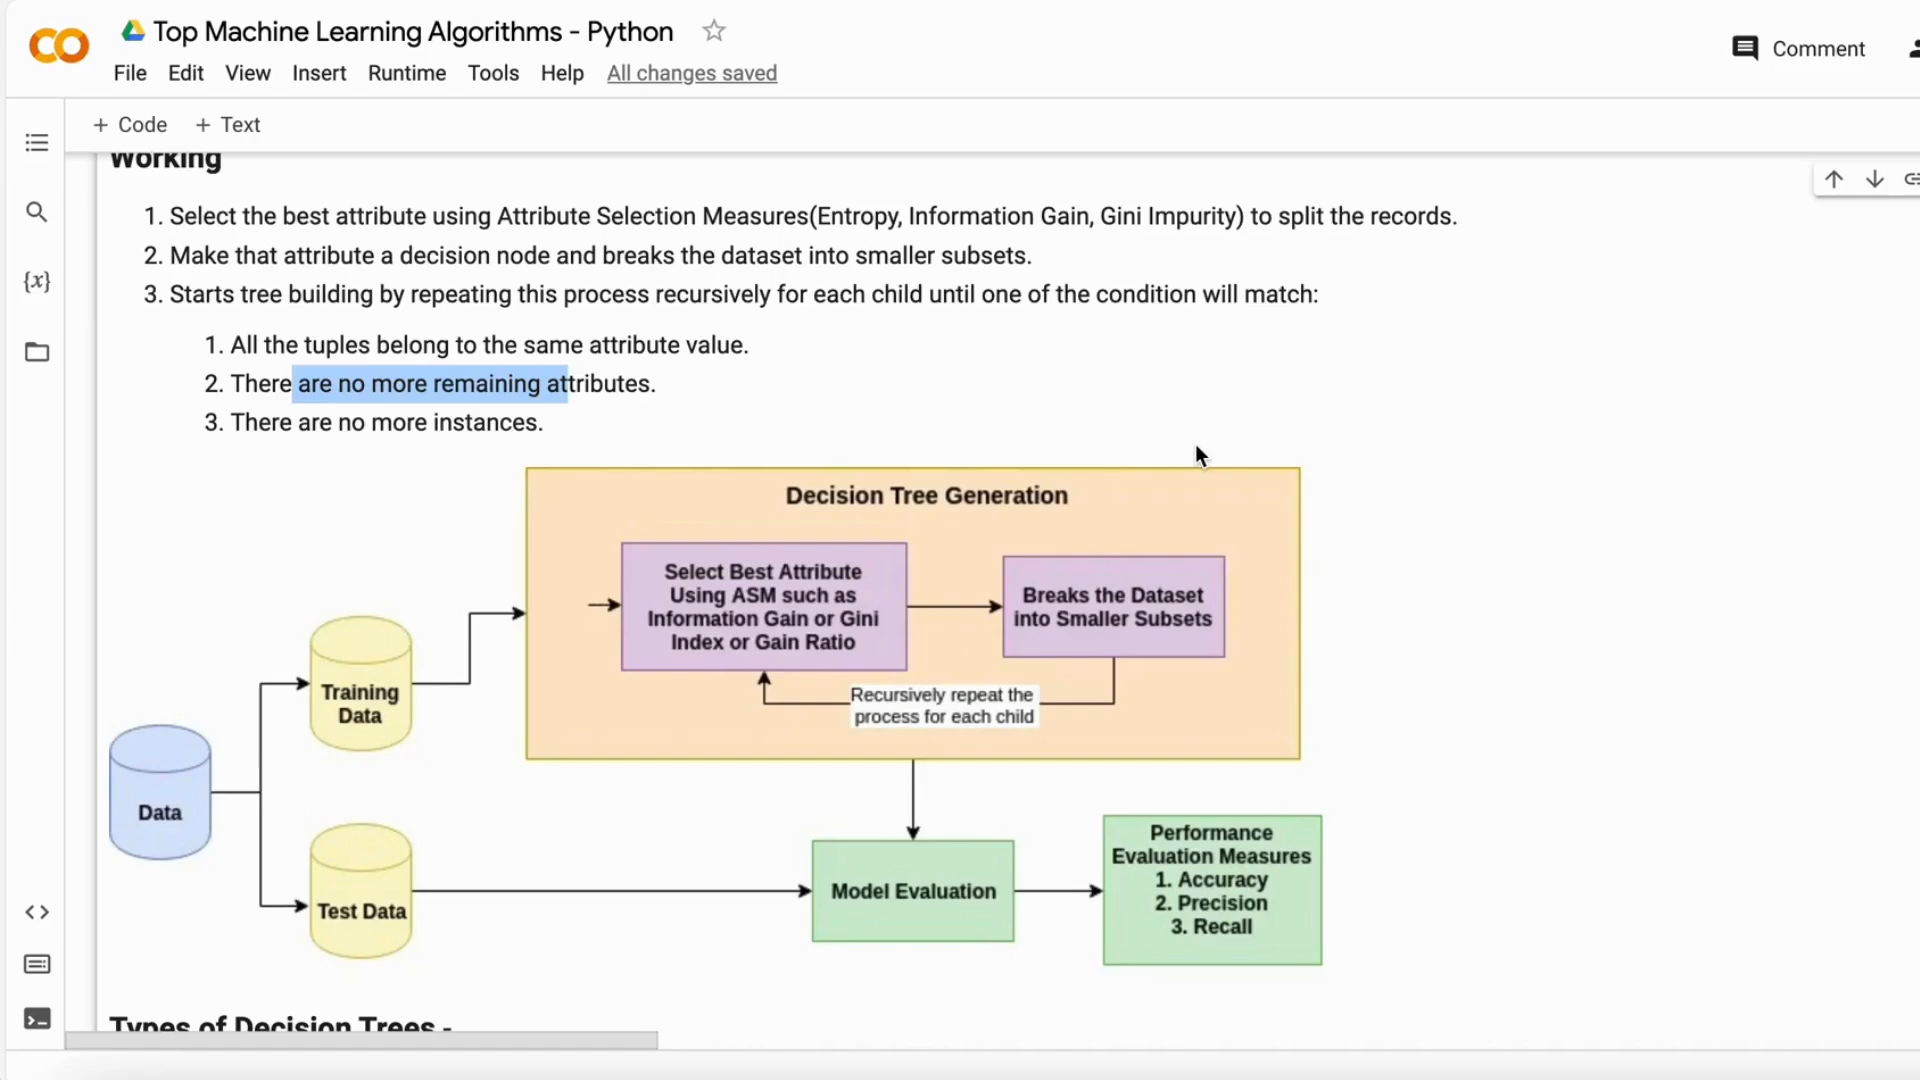 Top Machine Learning Algorithms - Python
Comment
File Edit View Insert Runtime Tools Help All changes saved
+ Code + Text
Working
1. Select the best attribute using Attribute Selection Measures(Entropy, Information Gain, Gini Impurity) to split the records.
2. Make that attribute a decision node and breaks the dataset into smaller subsets.
3. Starts tree building by repeating this process recursively for each child until one of the condition will match:
1. All the tuples belong to the same attribute value.
2. There are no more remaining attributes.
3. There are no more instances.
Decision Tree Generation
Select Best Attribute
Using ASM such as
Information Gain or Gini
Index or Gain Ratio
Breaks the Dataset
into Smaller Subsets
Recursively repeat the
process for each child
Training
Data
Data
Test Data
Model Evaluation
Performance
Evaluation Measures
1. Accuracy
2. Precision
3. Recall
Types of Decision Trees -